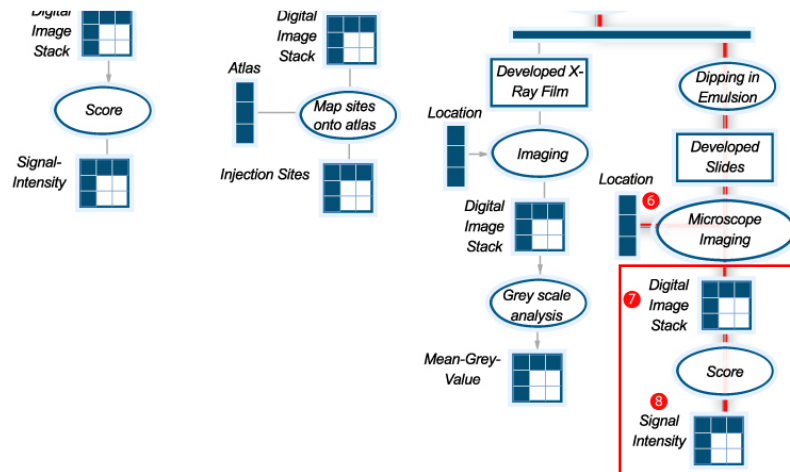 Digital
Image
Stack
Score
Signal-
Intensity
Digital
Image
Stack
Atlas
Map sites
onto atlas
Injection Sites
Developed X-
Ray Film
Location
Imaging
Digital
Image
Stack
Grey scale
analysis
Mean-Grey-
Value
Dipping in
Emulsion
Developed
Slides
Location
6
Microscope
Imaging
7
Digital
Image
Stack
Score
8
Signal
Intensity